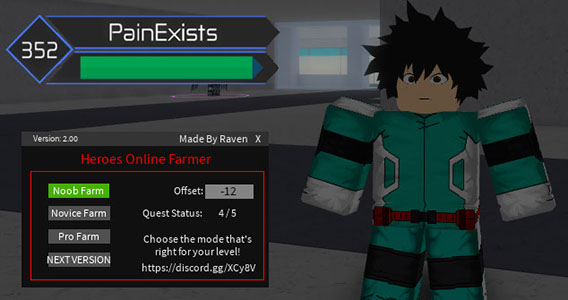 352
PainExists
Version: 2.00
Made By Raven X
Heroes Online Farmer
Noob Farm
Offset: -12
Novice Farm
Quest Status: 4 / 5
Pro Farm
Choose the mode that's
right for your level!
NEXT VERSION
https://discord.gg/XCy8V